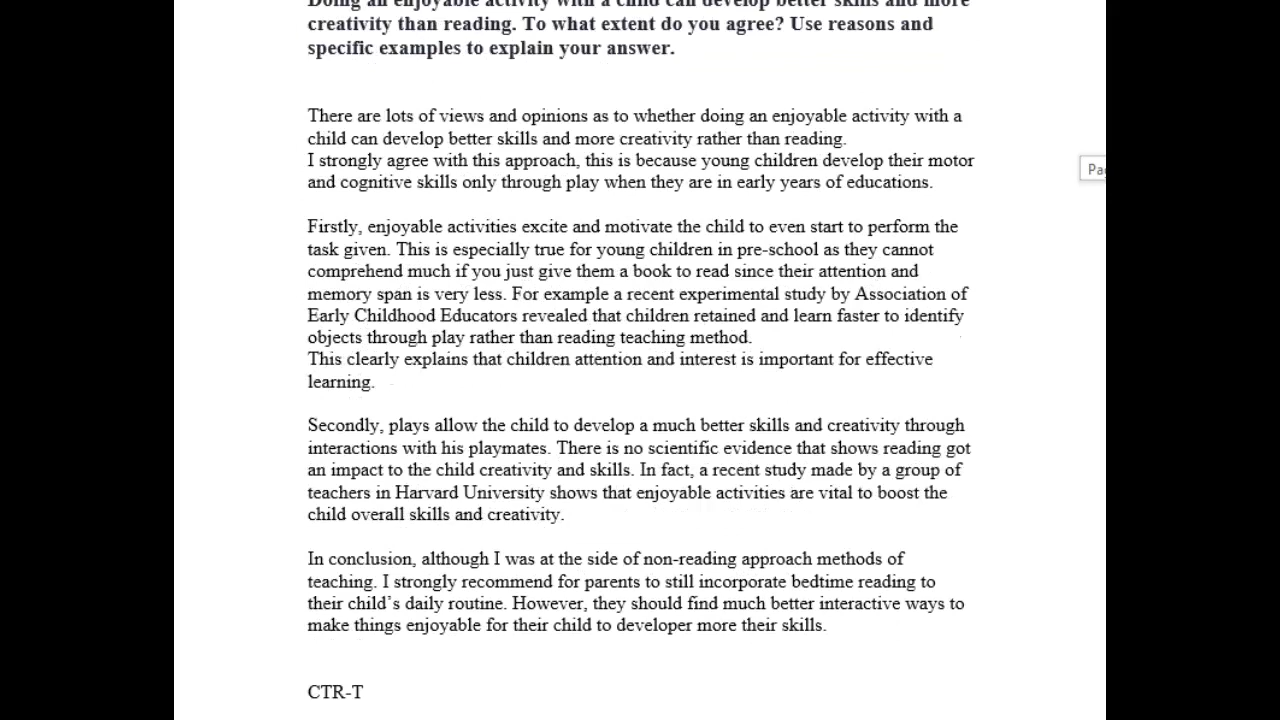 Doing an enjoyable activity with a child can develop better skills and more
creativity than reading. To what extent do you agree? Use reasons and
specific examples to explain your answer.
There are lots of views and opinions as to whether doing an enjoyable activity with a
child can develop better skills and more creativity rather than reading.
I strongly agree with this approach, this is because young children develop their motor
and cognitive skills only through play when they are in early years of educations.
Firstly, enjoyable activities excite and motivate the child to even start to perform the
task given. This is especially true for young children in pre-school as they cannot
comprehend much if you just give them a book to read since their attention and
memory span is very less. For example a recent experimental study by Association of
Early Childhood Educators revealed that children retained and learn faster to identify
objects through play rather than reading teaching method.
This clearly explains that children attention and interest is important for effective
learning.
Secondly, plays allow the child to develop a much better skills and creativity through
interactions with his playmates. There is no scientific evidence that shows reading got
an impact to the child creativity and skills. In fact, a recent study made by a group of
teachers in Harvard University shows that enjoyable activities are vital to boost the
child overall skills and creativity.
In conclusion, although I was at the side of non-reading approach methods of
teaching. I strongly recommend for parents to still incorporate bedtime reading to
their child’s daily routine. However, they should find much better interactive ways to
make things enjoyable for their child to developer more their skills.
CTR-T